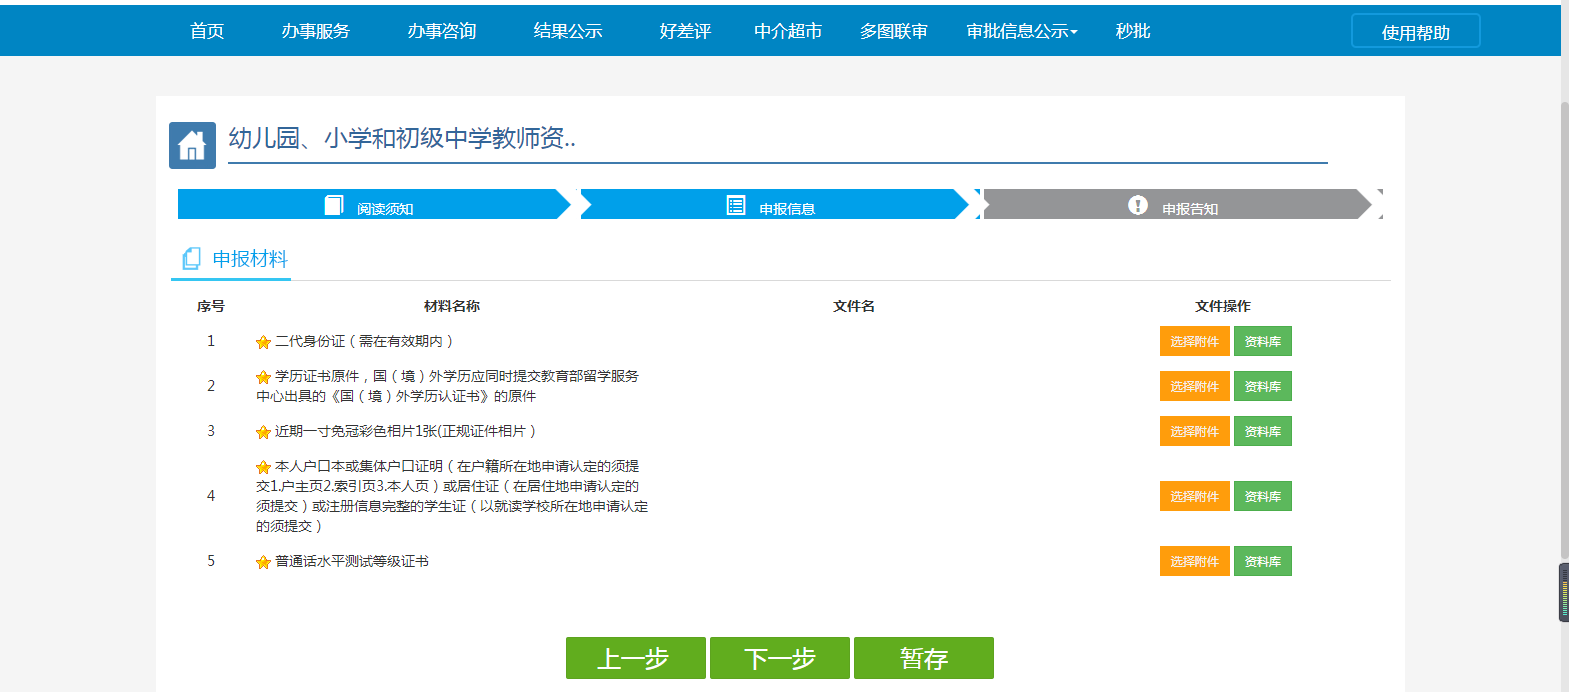 首页 办事服务 办事咨询 结果公示 好差评 中介超市 多图联审 审批信息公示 秒批 使用帮助
幼儿园、小学和初级中学教师资..
阅读须知 申报信息 申报告知
申报材料
序号 材料名称 文件名 文件操作
1 二代身份证（需在有效期内） 选择附件 资料库
2 学历证书原件，国（境）外学历应同时提交教育部留学服务
中心出具的《国（境）外学历认证书》的原件 选择附件 资料库
3 近期一寸免冠彩色相片1张(正规证件相片） 选择附件 资料库
4 本人户口本或集体户口证明（在户籍所在地申请认定的须提
交1.户主页2.索引页3.本人页）或居住证（在居住地申请认定的
须提交）或注册信息完整的学生证（以就读学校所在地申请认定
的须提交） 选择附件 资料库
5 普通话水平测试等级证书 选择附件 资料库
上一步 下一步 暂存